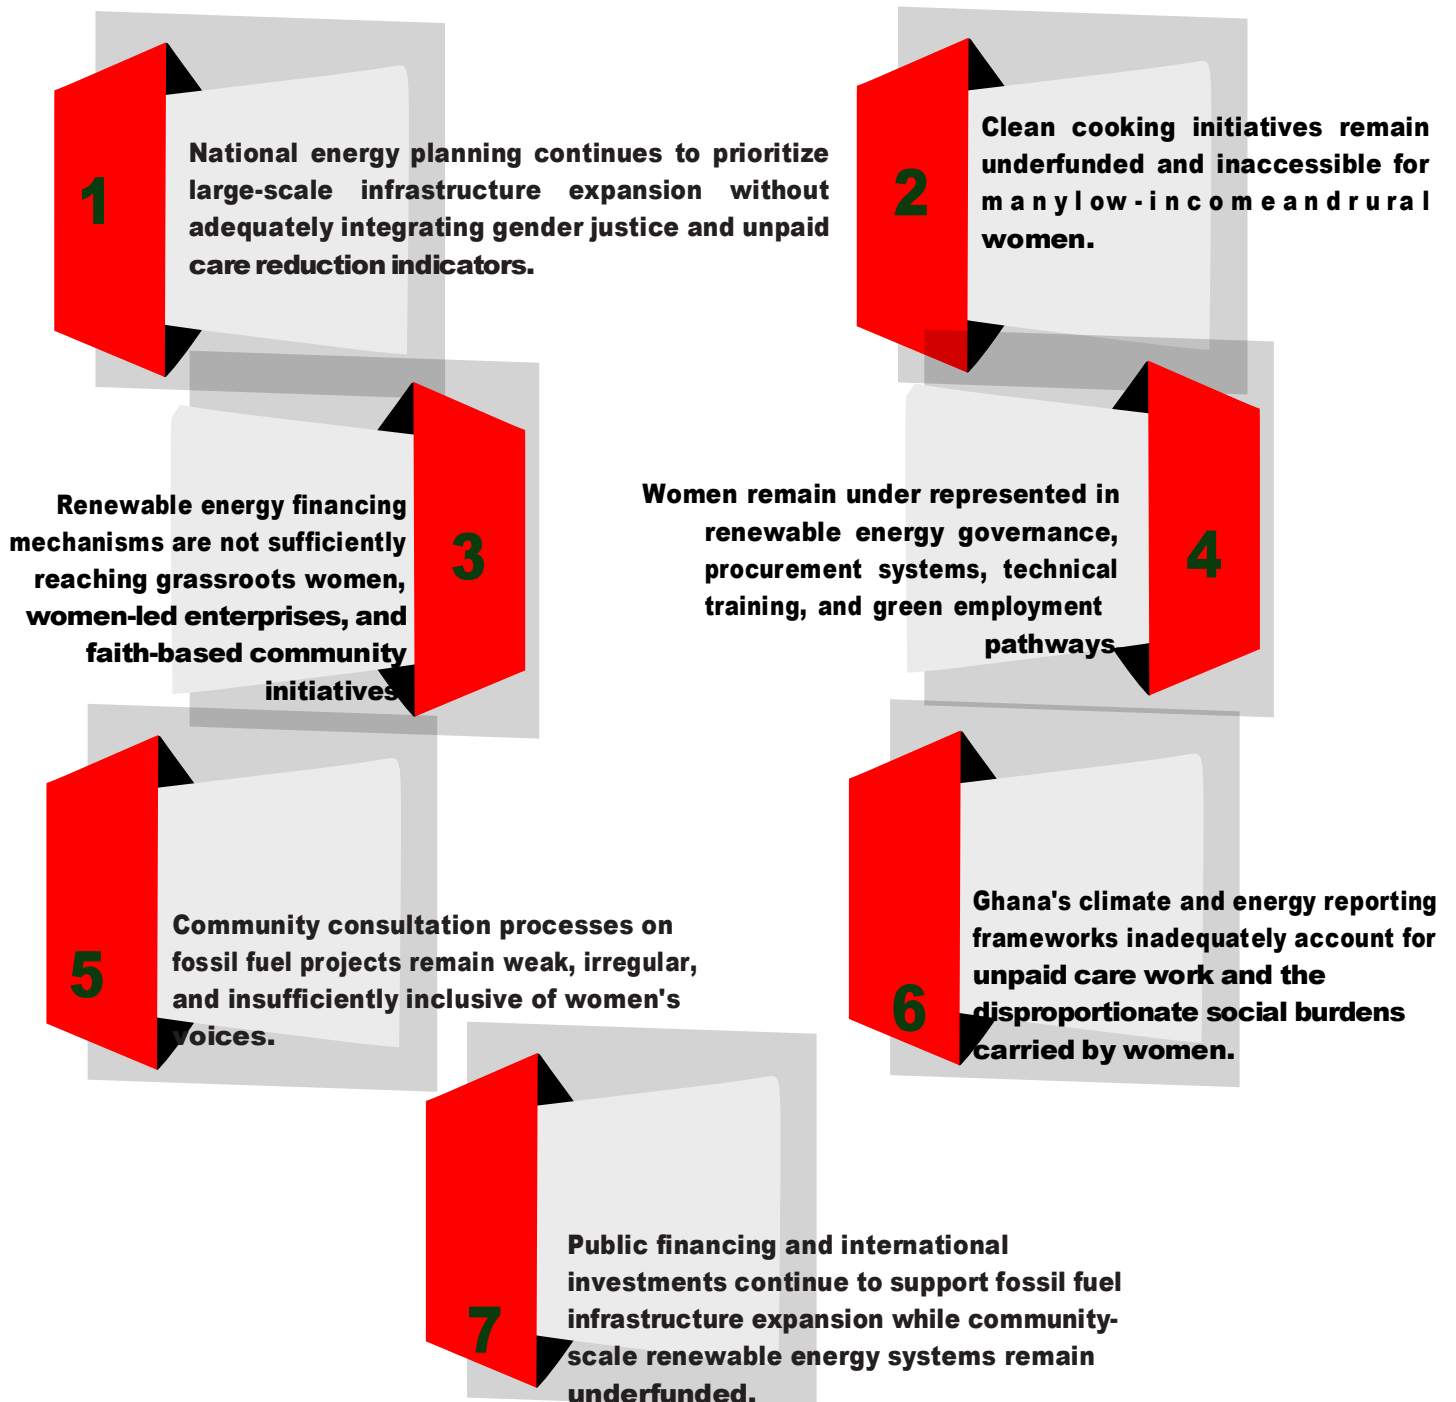 1
National energy planning continues to prioritize
large-scale infrastructure expansion without
adequately integrating gender justice and unpaid
care reduction indicators.
2
Clean cooking initiatives remain
underfunded and inaccessible for
manylow-incomeandrural
women.
3
Renewable energy financing
mechanisms are not sufficiently
reaching grassroots women,
women-led enterprises, and
faith-based community
initiatives
4
Women remain under represented in
renewable energy governance,
procurement systems, technical
training, and green employment
pathways
5
Community consultation processes on
fossil fuel projects remain weak, irregular,
and insufficiently inclusive of women's
voices.
6
Ghana's climate and energy reporting
frameworks inadequately account for
unpaid care work and the
disproportionate social burdens
carried by women.
7
Public financing and international
investments continue to support fossil fuel
infrastructure expansion while community-
scale renewable energy systems remain
underfunded.